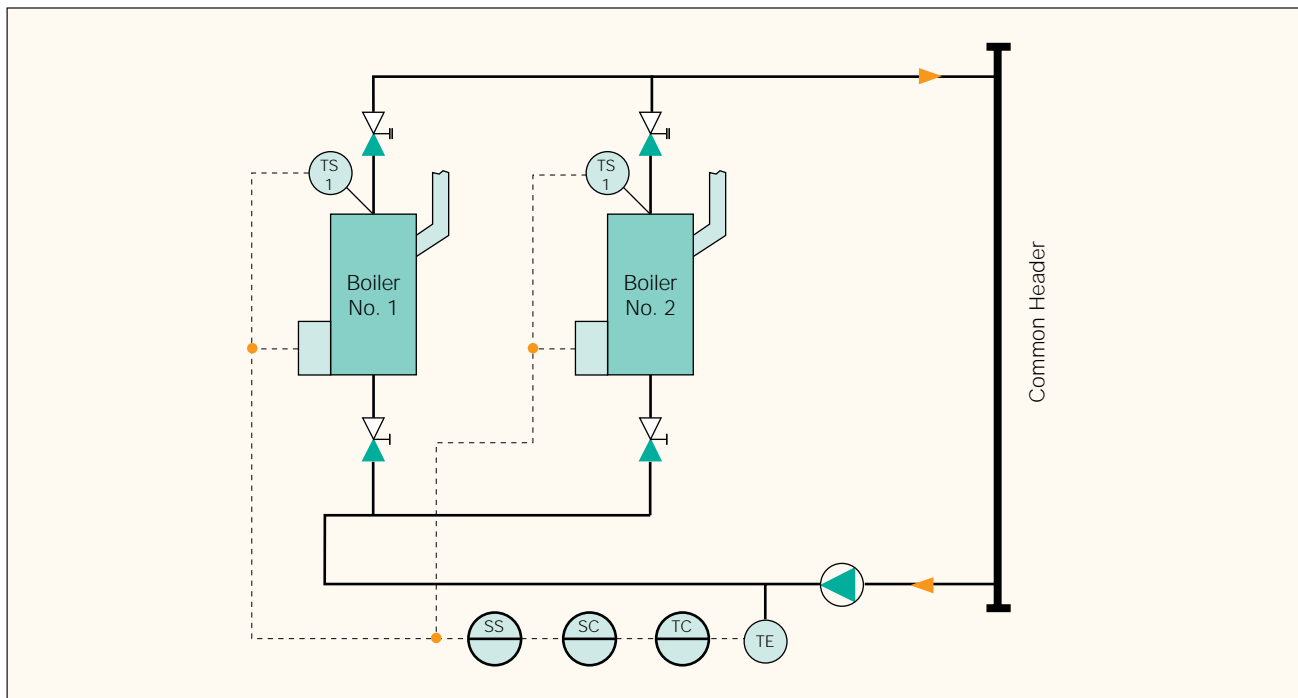 TS
1
TS
1
Boiler
No. 1
Boiler
No. 2
Common Header
SS
SC
TC
TE